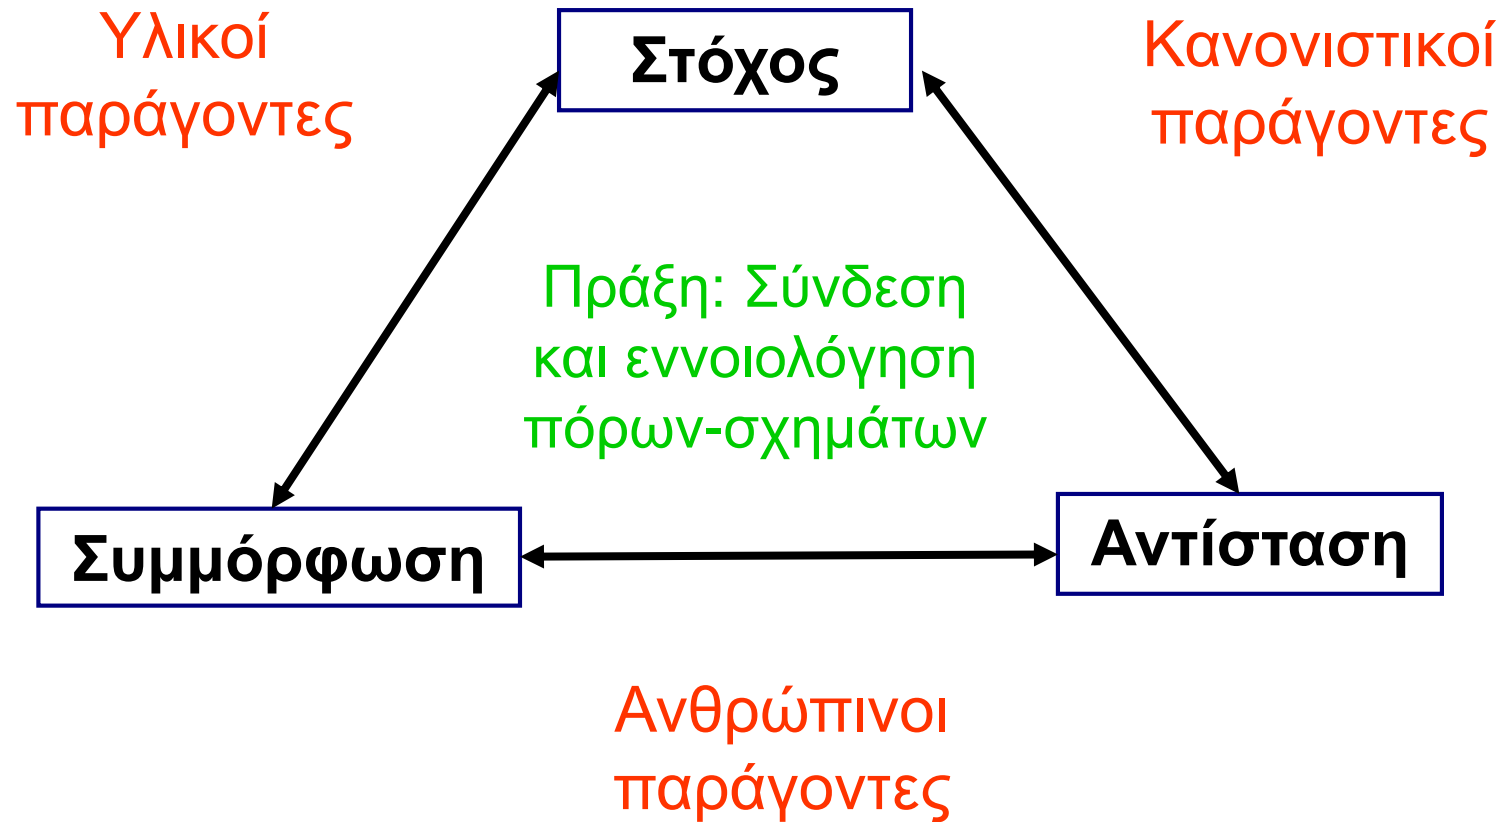 Υλικοί
παράγοντες
Στόχος
Κανονιστικοί
παράγοντες
Πράξη: Σύνδεση
και εννοιολόγηση
πόρων-σχημάτων
Συμμόρφωση
Αντίσταση
Ανθρώπινοι
παράγοντες